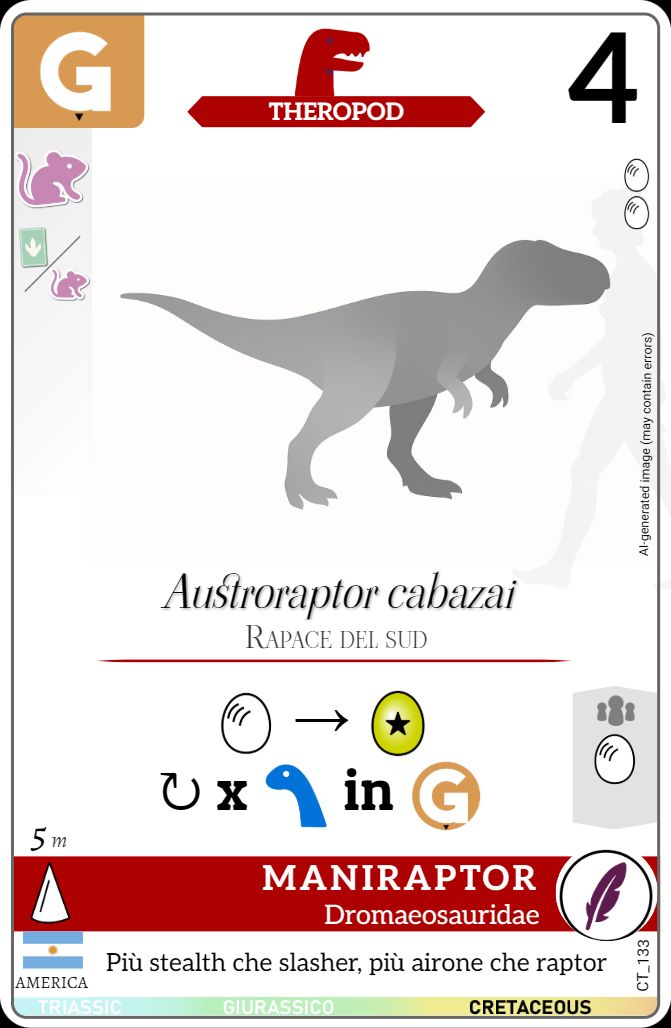 G
THEROPOD
4
AI-generated image (may contain errors)
Austroraptor cabazai
RAPACE DEL SUD
x in G
5 m
MANIRAPTOR
Dromaeosauridae
Più stealth che slasher, più airone che raptor
CT_133
AMERICA
TRIASSIC GIURASSICO CRETACEOUS